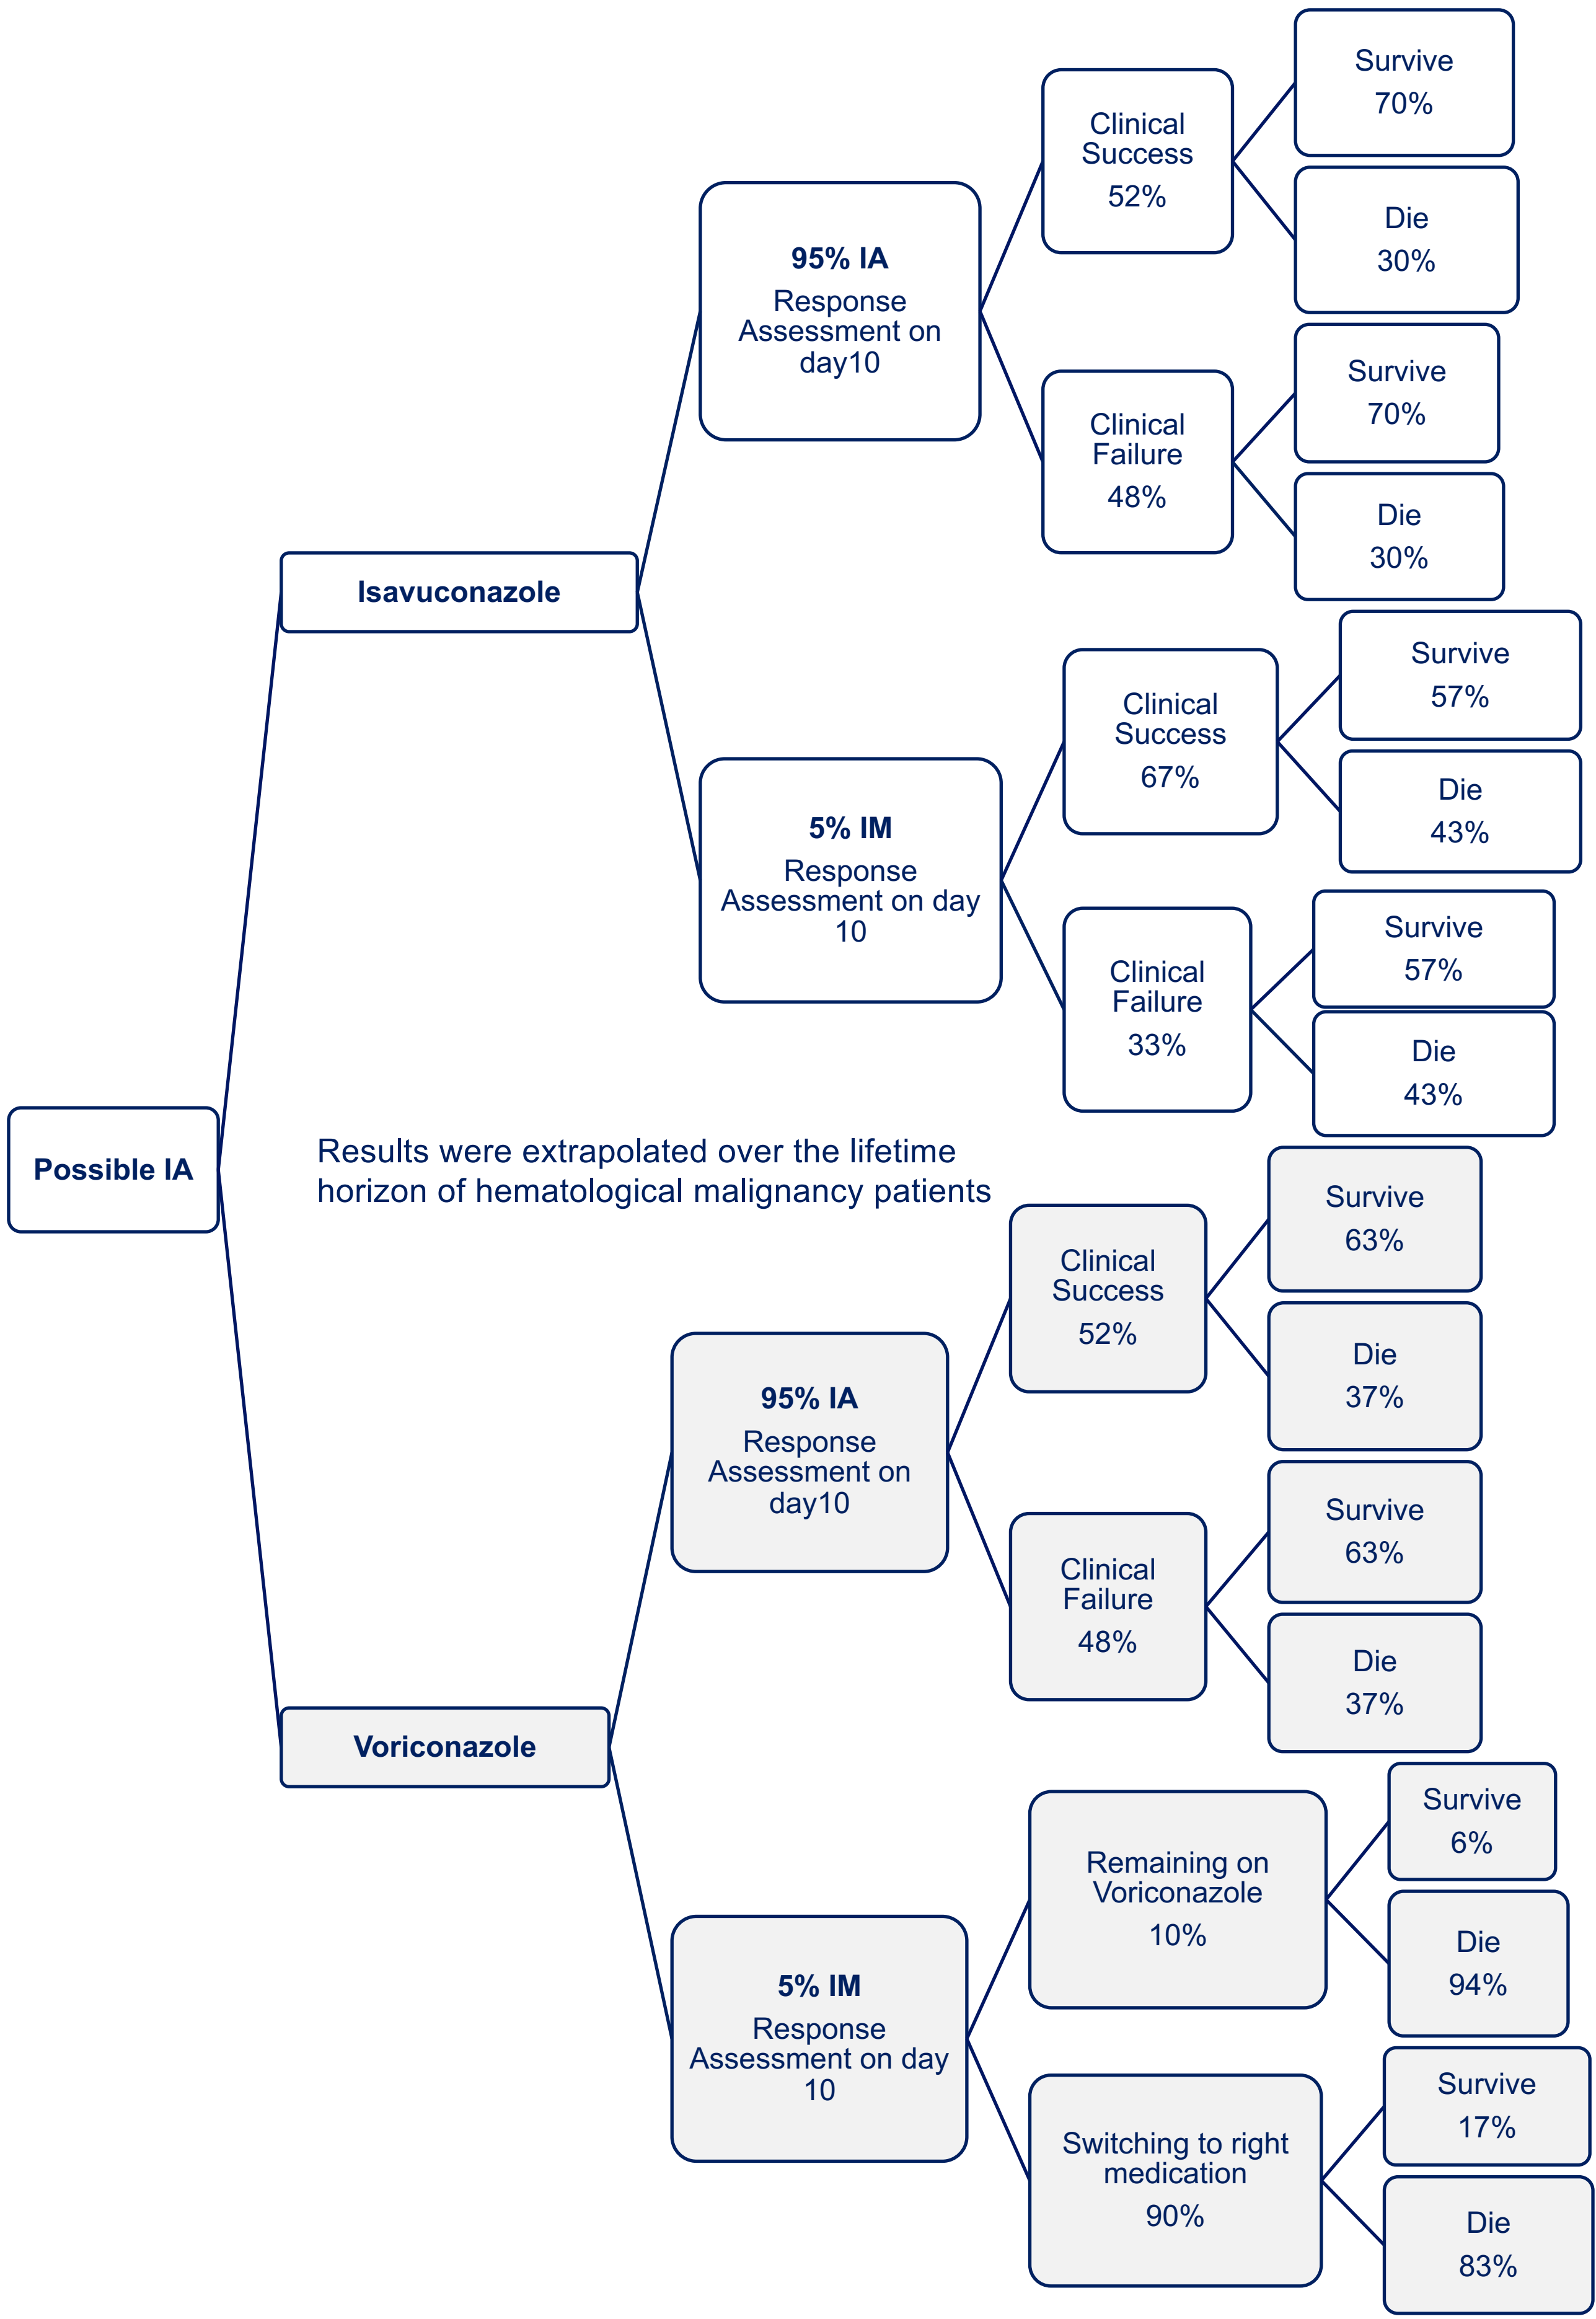 Possible IA
Isavuconazole
95% IA
Response
Assessment on
day10
Clinical
Success
52%
Survive
70%
Die
30%
Clinical
Failure
48%
Survive
70%
Die
30%
5% IM
Response
Assessment on day
10
Clinical
Success
67%
Survive
57%
Die
43%
Clinical
Failure
33%
Survive
57%
Die
43%
Results were extrapolated over the lifetime
horizon of hematological malignancy patients
Voriconazole
95% IA
Response
Assessment on
day10
Clinical
Success
52%
Survive
63%
Die
37%
Clinical
Failure
48%
Survive
63%
Die
37%
5% IM
Response
Assessment on day
10
Remaining on
Voriconazole
10%
Survive
6%
Die
94%
Switching to right
medication
90%
Survive
17%
Die
83%